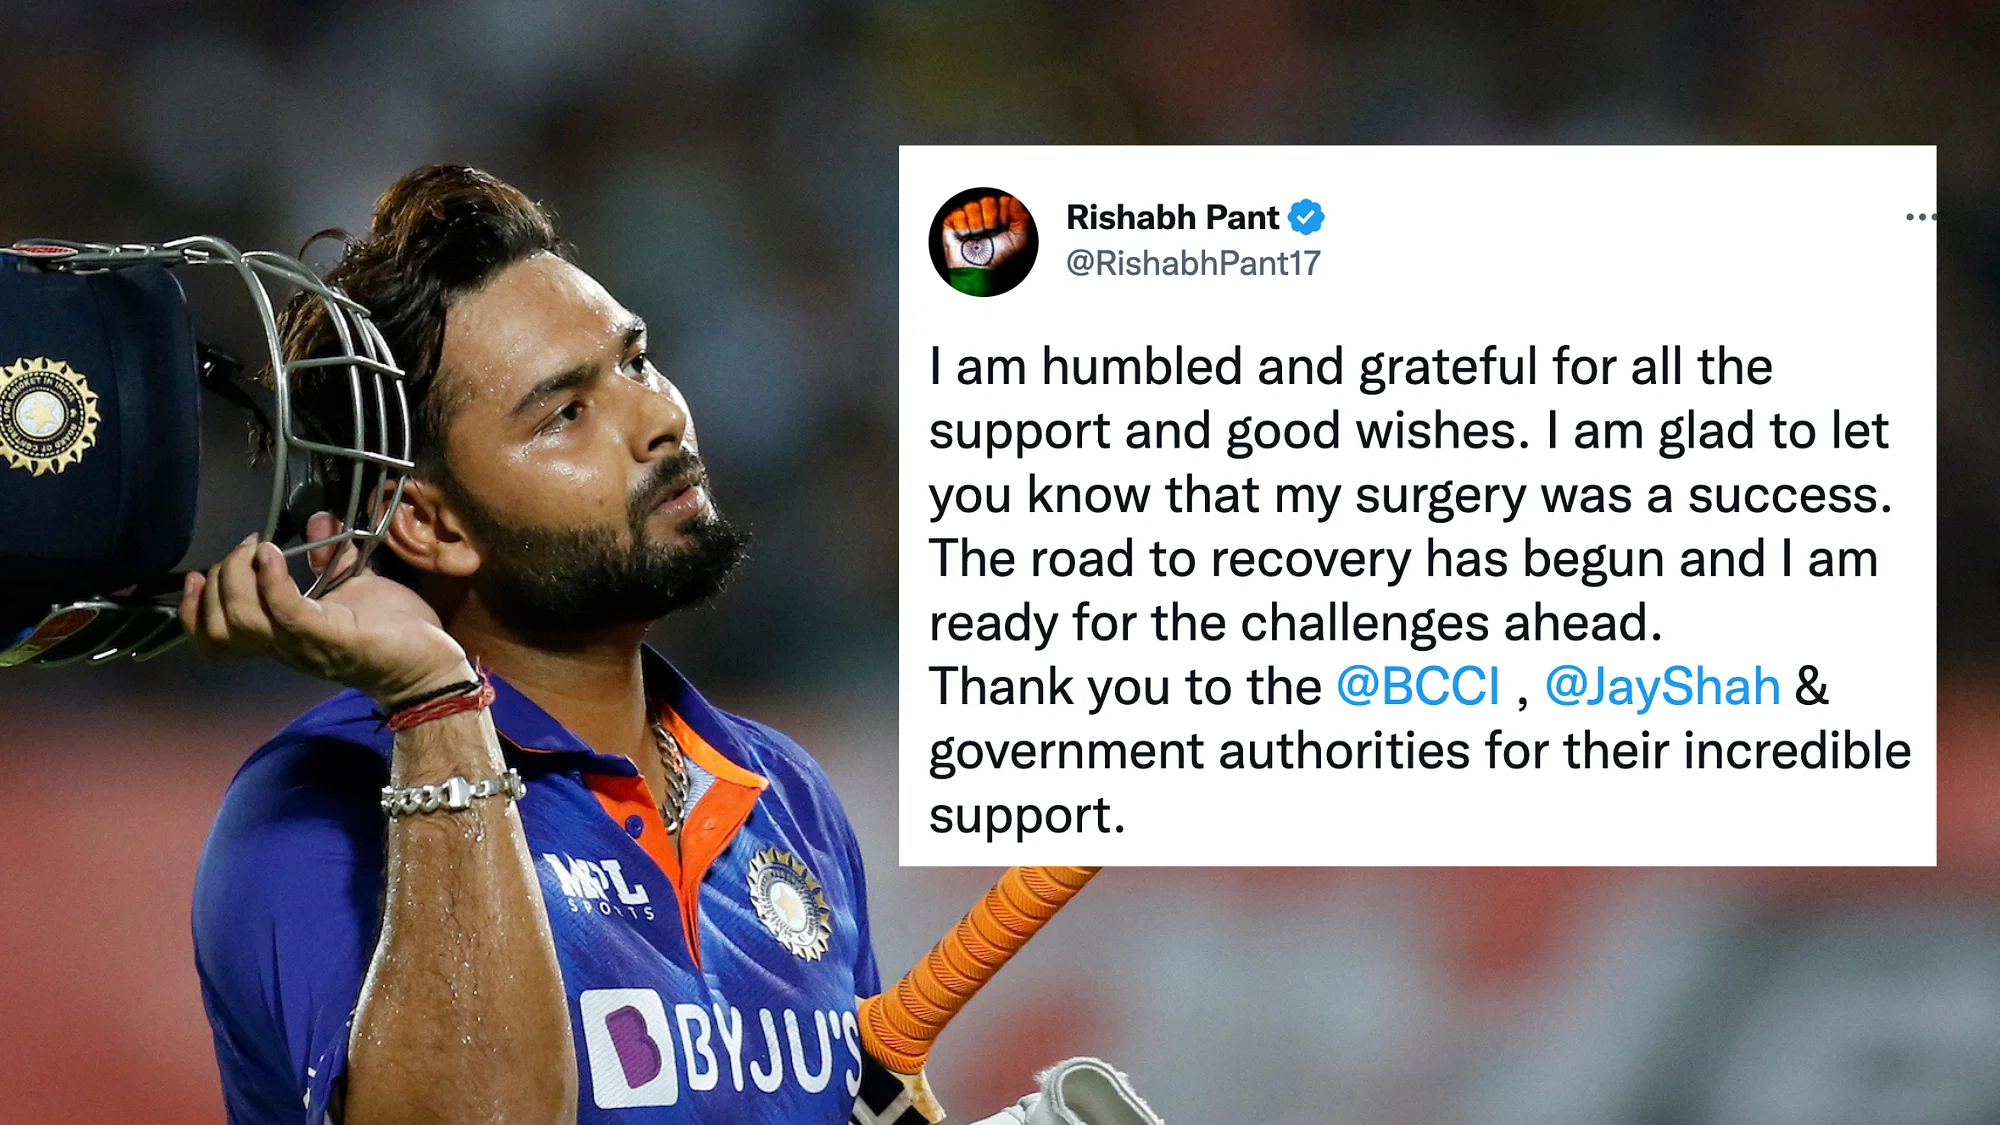 Rishabh Pant
@RishabhPant17
I am humbled and grateful for all the
support and good wishes. I am glad to let
you know that my surgery was a success.
The road to recovery has begun and I am
ready for the challenges ahead.
Thank you to the @BCCI , @JayShah &
government authorities for their incredible
support.
MPL
SPORTS
BYJU'S